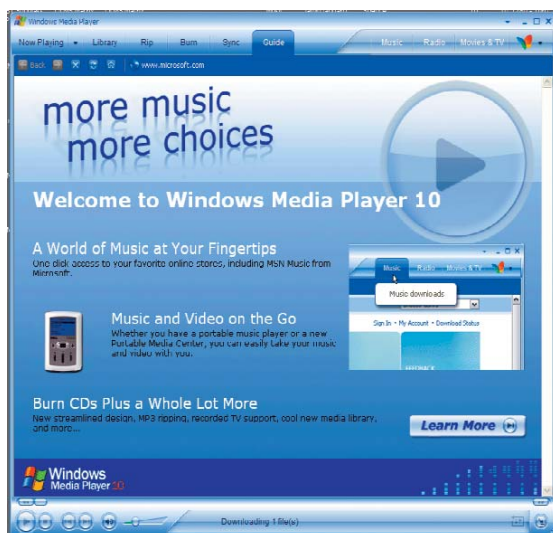 Windows Media Player
Now Playing Library Rip Burn Sync Guide Music Radio Movies & TV
Back www.microsoft.com
more music
more choices
Welcome to Windows Media Player 10
A World of Music at Your Fingertips
One click access to your favorite online stores, including MSN Music from
Microsoft.
Music Radio Movies & TV
Music downloads
Sign In • My Account • Download Status
Music and Video on the Go
Whether you have a portable music player or a new
Portable Media Center, you can easily take your music
and video with you.
Burn CDs Plus a Whole Lot More
New streamlined design, MP3 ripping, recorded TV support, cool new media library,
and more...
Learn More
Windows
Media Player 10
Downloading 1 file(s)